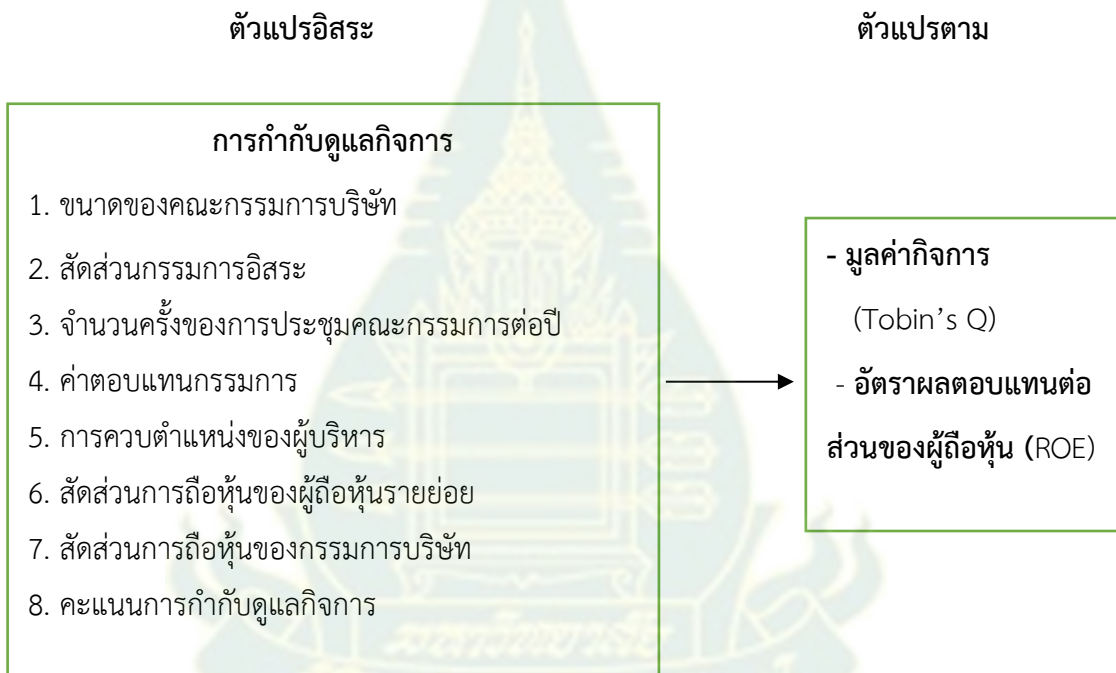 ตัวแปรอิสระ
ตัวแปรตาม
การกำกับดูแลกิจการ
1. ขนาดของคณะกรรมการบริษัท
2. สัดส่วนกรรมการอิสระ
3. จำนวนครั้งของการประชุมคณะกรรมการต่อปี
4. ค่าตอบแทนกรรมการ
5. การควบตำแหน่งของผู้บริหาร
6. สัดส่วนการถือหุ้นของผู้ถือหุ้นรายย่อย
7. สัดส่วนการถือหุ้นของกรรมการบริษัท
8. คะแนนการกำกับดูแลกิจการ
- มูลค่ากิจการ
(Tobin’s Q)
- อัตราผลตอบแทนต่อ
ส่วนของผู้ถือหุ้น (ROE)